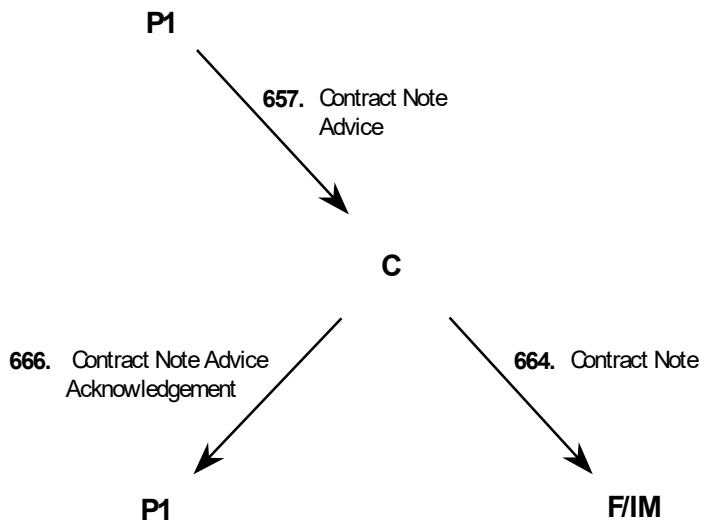 P1
657. Contract Note
Advice
C
666. Contract Note Advice
Acknowledgement
664. Contract Note
P1
F/IM